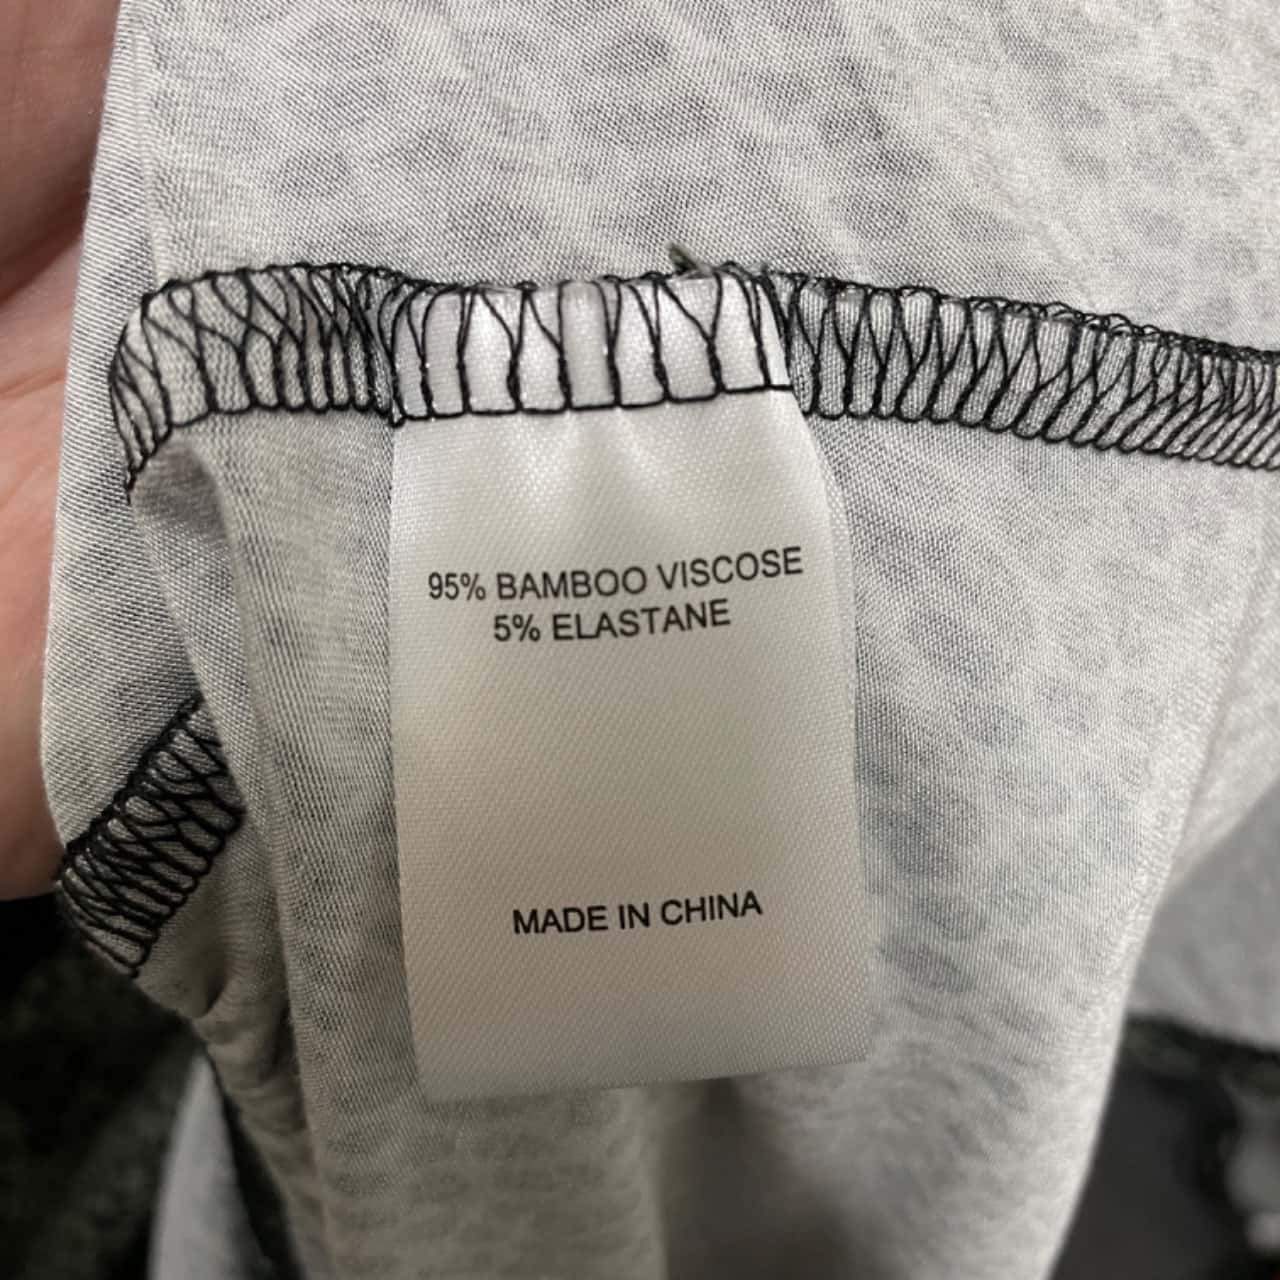 95% BAMBOO VISCOSE
5% ELASTANE
MADE IN CHINA